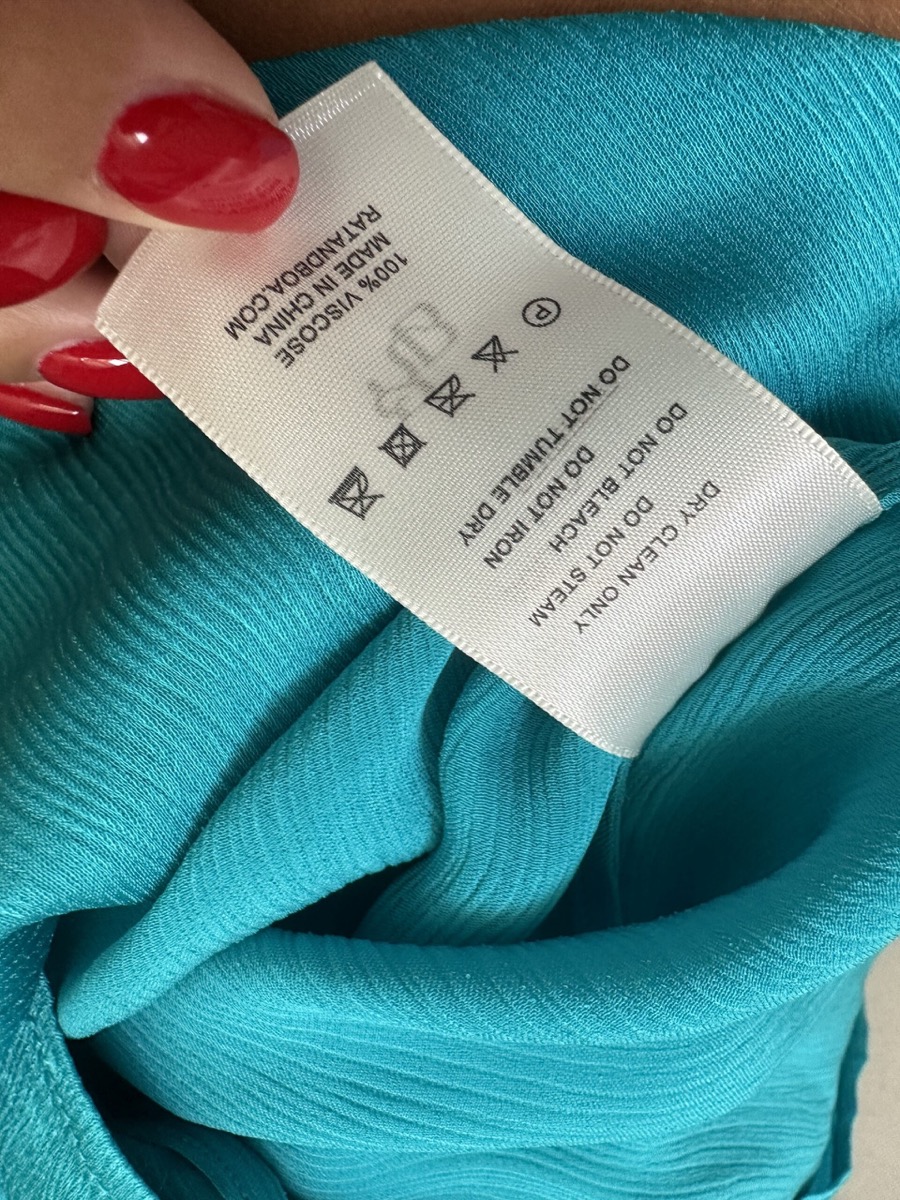 DRY CLEAN ONLY
DO NOT STEAM
DO NOT BLEACH
DO NOT IRON
DO NOT TUMBLE DRY
P
100% VISCOSE
MADE IN CHINA
RATANDBOA.COM